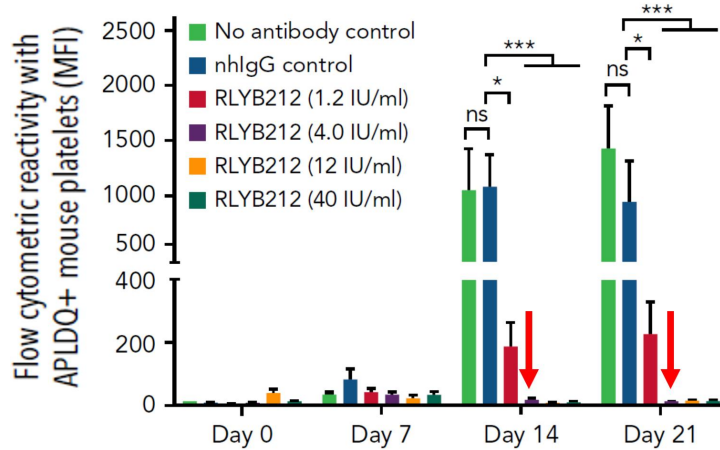 Flow cytometric reactivity with
APLDQ+ mouse platelets (MFI)
2500
2000
1500
1000
500
400
200
0
No antibody control
nhIgG control
RLYB212 (1.2 IU/ml)
RLYB212 (4.0 IU/ml)
RLYB212 (12 IU/ml)
RLYB212 (40 IU/ml)
***
*
ns
***
*
ns
Day 0
Day 7
Day 14
Day 21